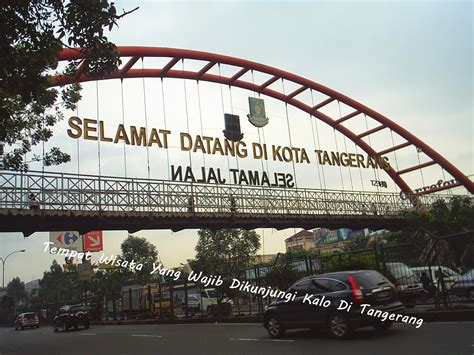 SELAMAT DATANG DI KOTA TANGERANG
SELAMAT JALAN
Tempat Wisata Yang Wajib Dikunjungi Kalo Di Tangerang